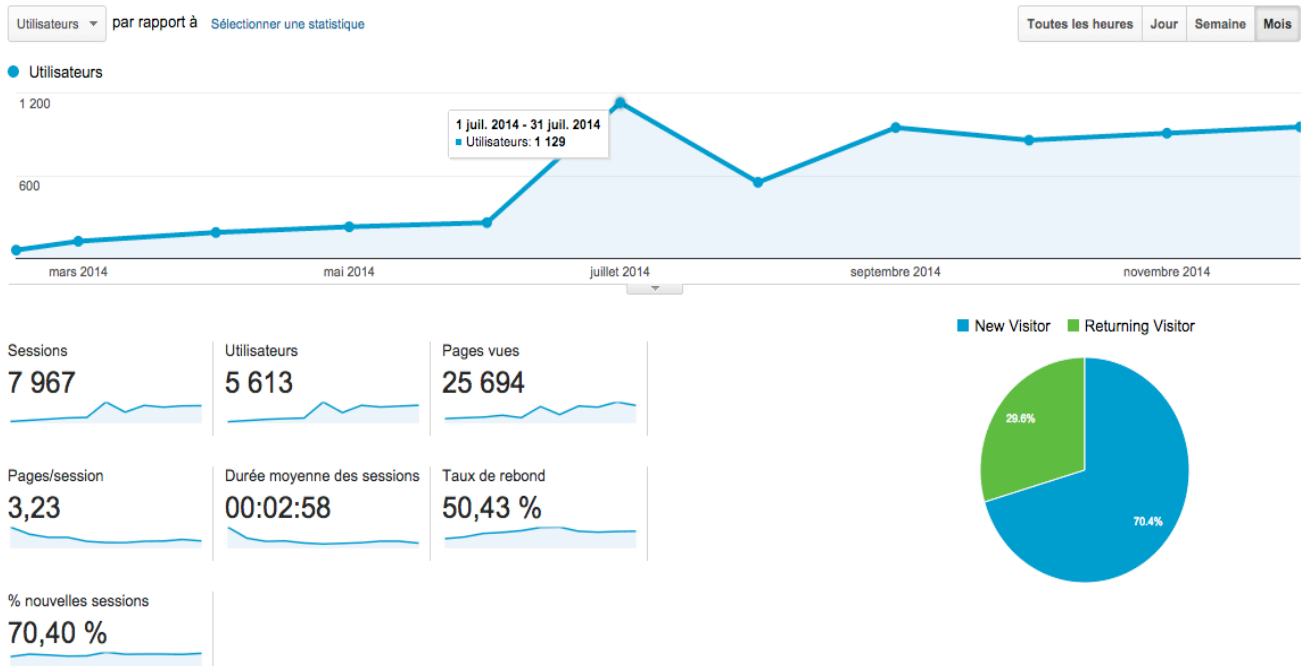 Utilisateurs par rapport à Sélectionner une statistique Toutes les heures Jour Semaine Mois
Utilisateurs
1 200
1 juil. 2014 - 31 juil. 2014
Utilisateurs: 1 129
600
mars 2014 mai 2014 juillet 2014 septembre 2014 novembre 2014
New Visitor Returning Visitor
Sessions Utilisateurs Pages vues
7 967 5 613 25 694
29.6%
Pages/session Durée moyenne des sessions Taux de rebond
3,23 00:02:58 50,43 %
70.4%
% nouvelles sessions
70,40 %